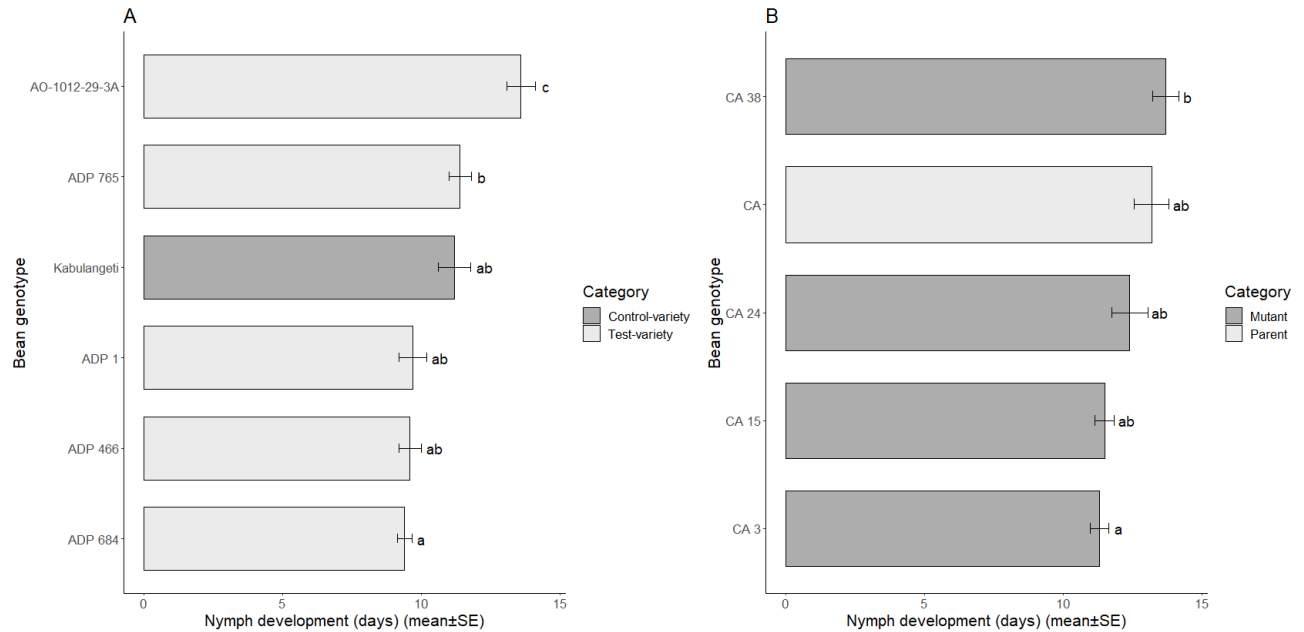 A
Bean genotype
AO-1012-29-3A
c
ADP 765
b
Kabulangeti
ab
ADP 1
ab
ADP 466
ab
ADP 684
a
0 5 10 15
Nymph development (days) (mean±SE)
Category
Control-variety
Test-variety
B
Bean genotype
CA 38
b
CA
ab
CA 24
ab
CA 15
ab
CA 3
a
0 5 10 15
Nymph development (days) (mean±SE)
Category
Mutant
Parent